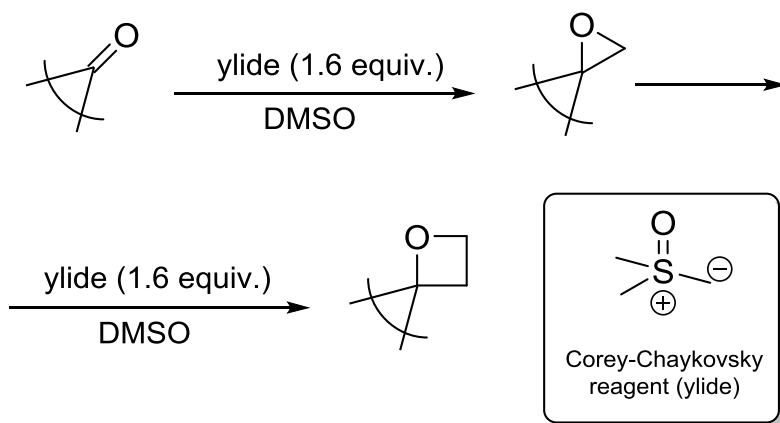 O
O
ylide (1.6 equiv.)
DMSO
ylide (1.6 equiv.)
DMSO
O
O
S
Corey-Chaykovsky
reagent (ylide)